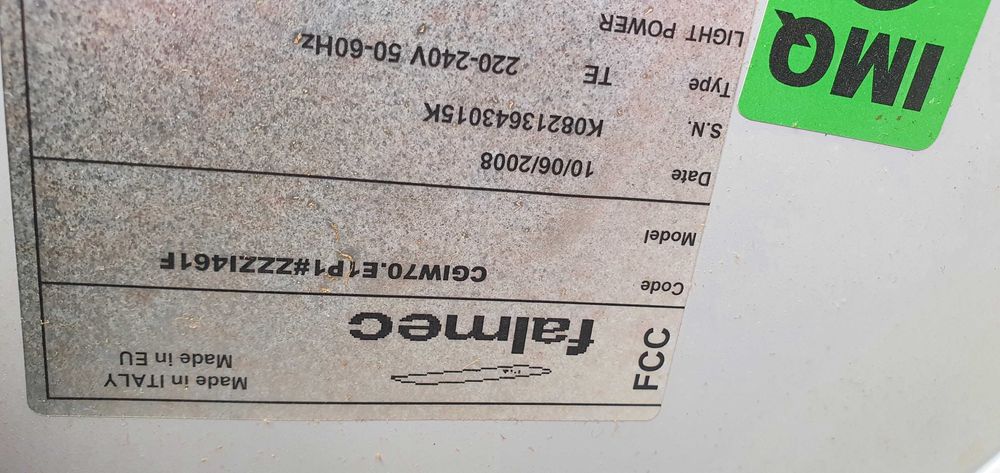 FCC
falmec
Made in ITALY
Made in EU
Code CGIW70.E1P1#ZZZI461F
Model
Date 10/06/2008
S.N. K08213643015K
Type TE 220-240V 50-60Hz
LIGHT POWER
IMQ